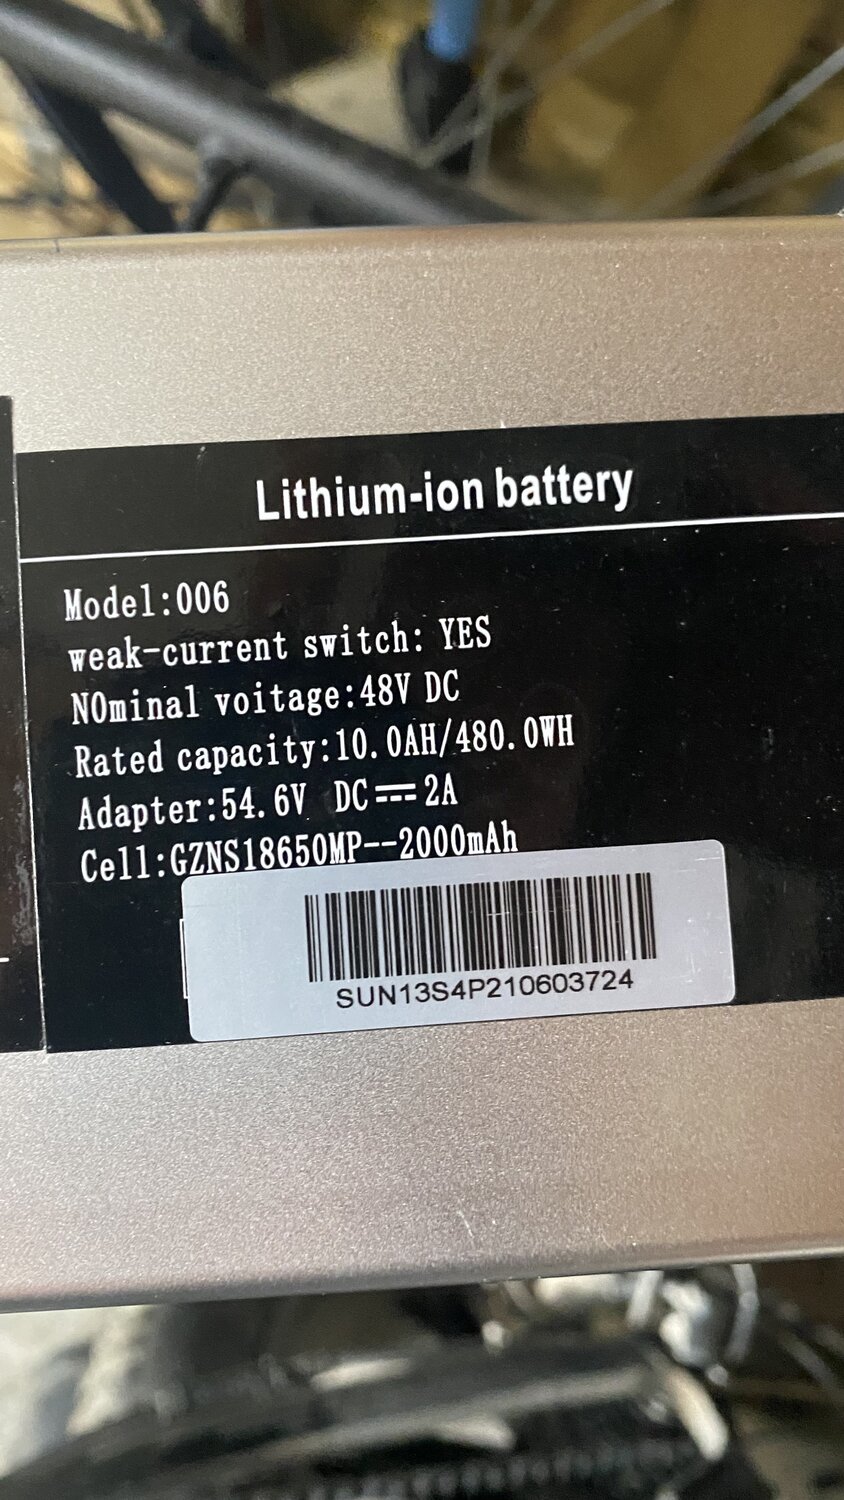 Lithium-ion battery
Model:006
weak-current switch: YES
NOminal voitage:48V DC
Rated capacity:10.0AH/480.0WH
Adapter:54.6V DC⎓2A
Cell:GZNS18650MP--2000mAh
SUN13S4P210603724